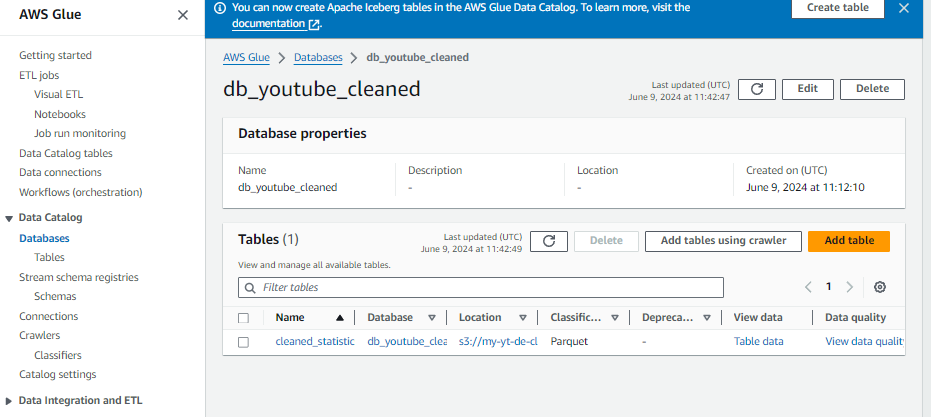 AWS Glue
Getting started
ETL jobs
Visual ETL
Notebooks
Job run monitoring
Data Catalog tables
Data connections
Workflows (orchestration)
Data Catalog
Databases
Tables
Stream schema registries
Schemas
Connections
Crawlers
Classifiers
Catalog settings
Data Integration and ETL
You can now create Apache Iceberg tables in the AWS Glue Data Catalog. To learn more, visit the
documentation
Create table
AWS Glue > Databases > db_youtube_cleaned
db_youtube_cleaned
Last updated (UTC)
June 9, 2024 at 11:42:47
Edit
Delete
Database properties
Name
db_youtube_cleaned
Description
-
Location
-
Created on (UTC)
June 9, 2024 at 11:12:10
Tables (1)
Last updated (UTC)
June 9, 2024 at 11:42:49
Delete
Add tables using crawler
Add table
View and manage all available tables.
Filter tables
1
Name Database Location Classific... Depreca... View data Data quality
cleaned_statistic db_youtube_clea s3://my-yt-de-cl Parquet - Table data View data quality